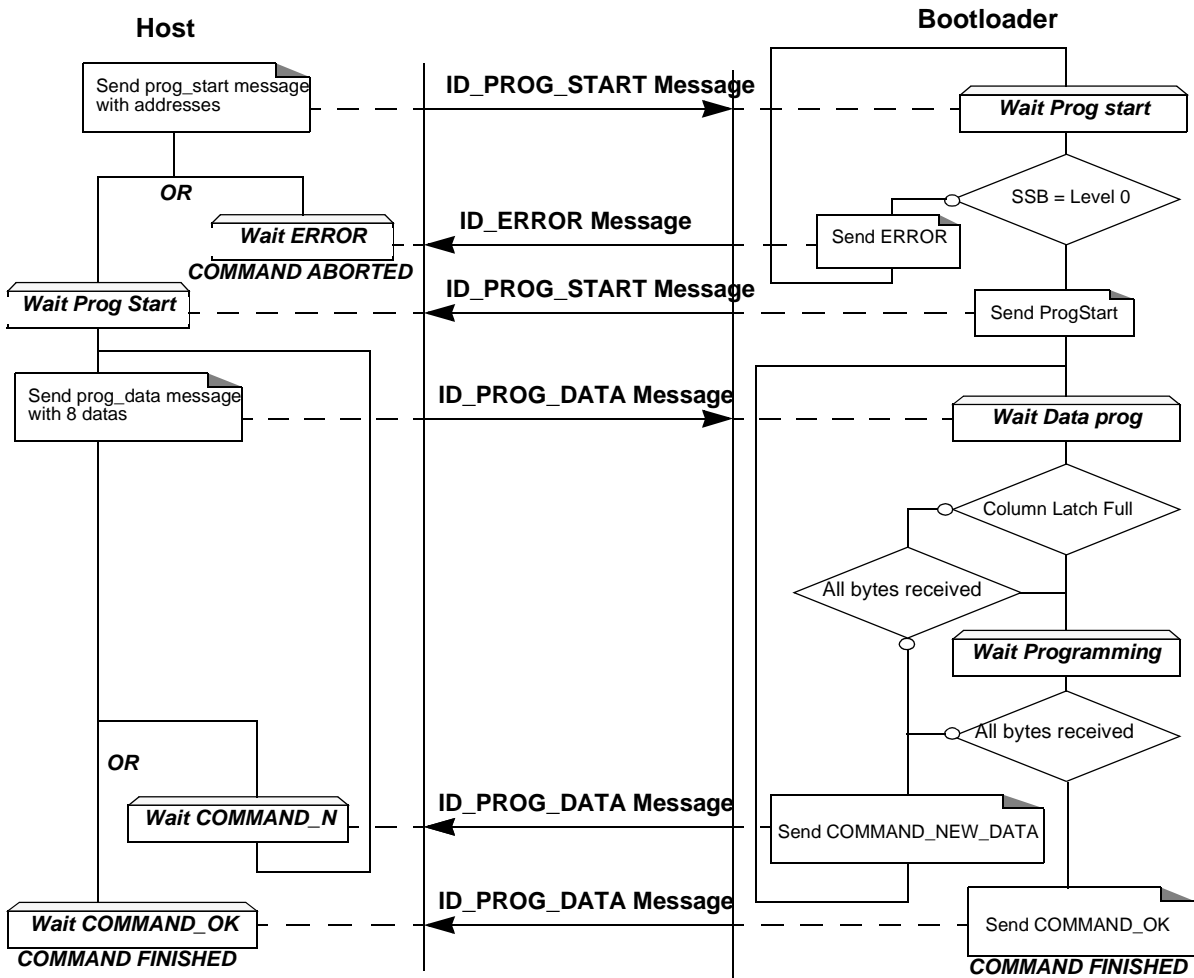 Host
Bootloader
Send prog_start message
with addresses
ID_PROG_START Message
Wait Prog start
OR
SSB = Level 0
Wait ERROR
ID_ERROR Message
Send ERROR
COMMAND ABORTED
Wait Prog Start
ID_PROG_START Message
Send ProgStart
Send prog_data message
with 8 datas
ID_PROG_DATA Message
Wait Data prog
Column Latch Full
All bytes received
Wait Programming
All bytes received
OR
Wait COMMAND_N
ID_PROG_DATA Message
Send COMMAND_NEW_DATA
Wait COMMAND_OK
ID_PROG_DATA Message
Send COMMAND_OK
COMMAND FINISHED
COMMAND FINISHED